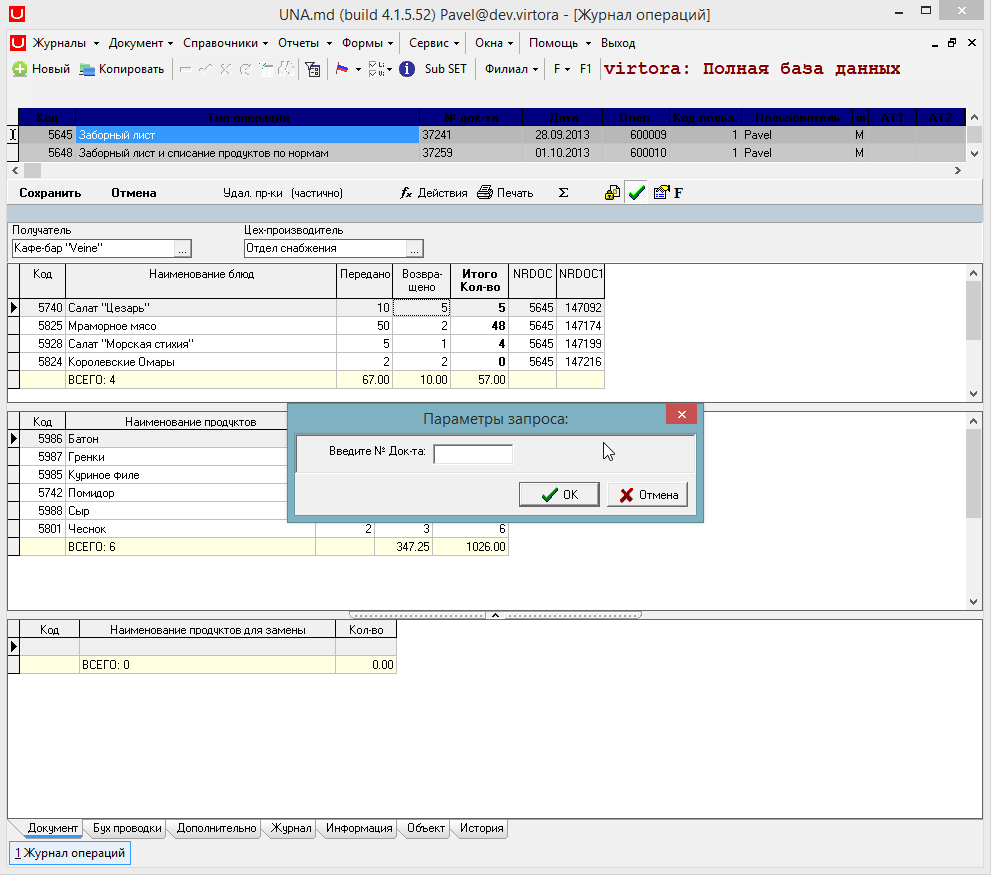 UNA.md (build 4.1.5.52) Pavel@dev.virtora - [Журнал операций]
Журналы Документ Справочники Отчеты Формы Сервис Окна Помощь Выход
Новый Копировать Sub SET Филиал F F1 virtora: Полная база данных
Код Тип операции № док-та Дата Опер. Код польз. Пользователь m A11 A12
5645 Заборный лист 37241 28.09.2013 600009 1 Pavel M
5648 Заборный лист и списание продуктов по нормам 37259 01.10.2013 600010 1 Pavel M
Сохранить Отмена Удал. пр-ки (частично) fx Действия Печать Σ F
Получатель Цех-производитель
Кафе-бар "Veine" ... Отдел снабжения ...
Код Наименование блюд Передано Возвра-щено Итого Кол-во NRDOC NRDOC1
5740 Салат "Цезарь" 10 5 5 5645 147092
5825 Мраморное мясо 50 2 48 5645 147174
5928 Салат "Морская стихия" 5 1 4 5645 147199
5824 Королевские Омары 2 2 0 5645 147216
ВСЕГО: 4 67.00 10.00 57.00
Код Наименование продуктов
5986 Батон
5987 Гренки
5985 Куриное Филе
5742 Помидор
5988 Сыр
5801 Чеснок 2 3 6
ВСЕГО: 6 347.25 1026.00
Параметры запроса:
Введите № Док-та:
OK Отмена
Код Наименование продуктов для замены Кол-во
ВСЕГО: 0 0.00
Документ Бух проводки Дополнительно Журнал Информация Объект История
1 Журнал операций